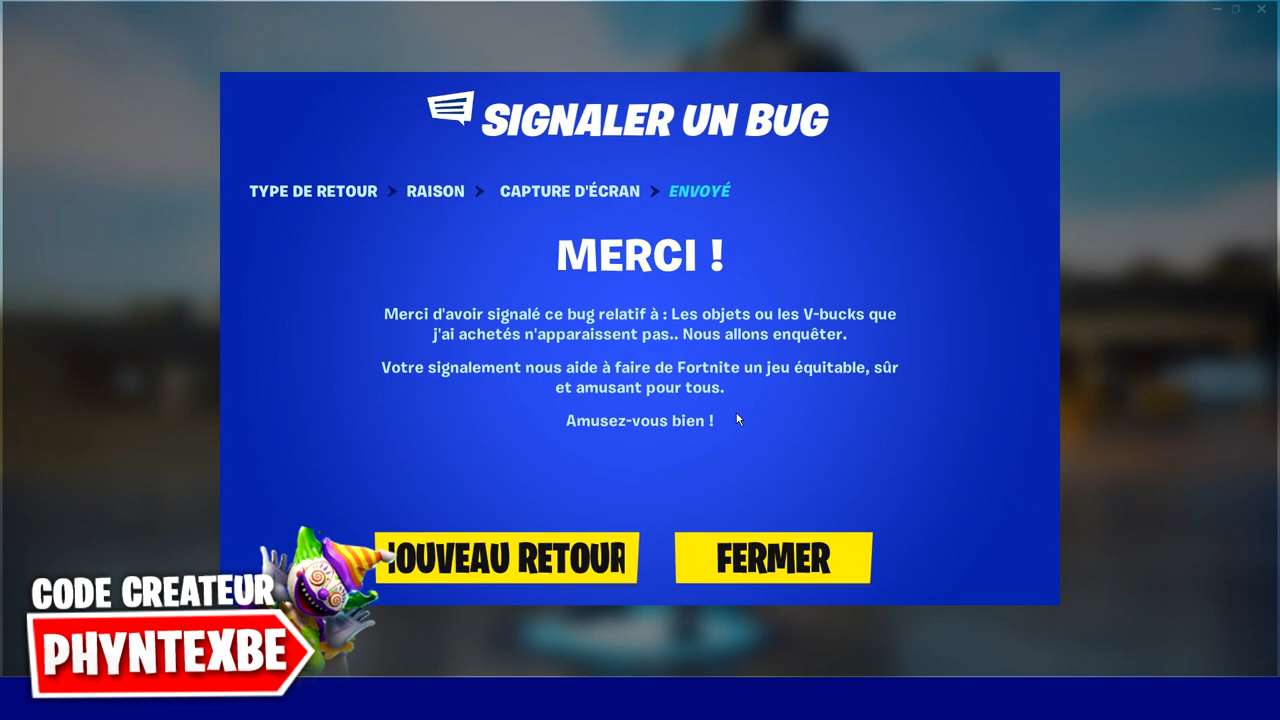 SIGNALER UN BUG
TYPE DE RETOUR > RAISON > CAPTURE D'ÉCRAN > ENVOYÉ
MERCI !
Merci d'avoir signalé ce bug relatif à : Les objets ou les V-bucks que
j'ai achetés n'apparaissent pas.. Nous allons enquêter.
Votre signalement nous aide à faire de Fortnite un jeu équitable, sûr
et amusant pour tous.
Amusez-vous bien !
OUVEAU RETOUR
FERMER
CODE CREATEUR
PHYNTEXBE